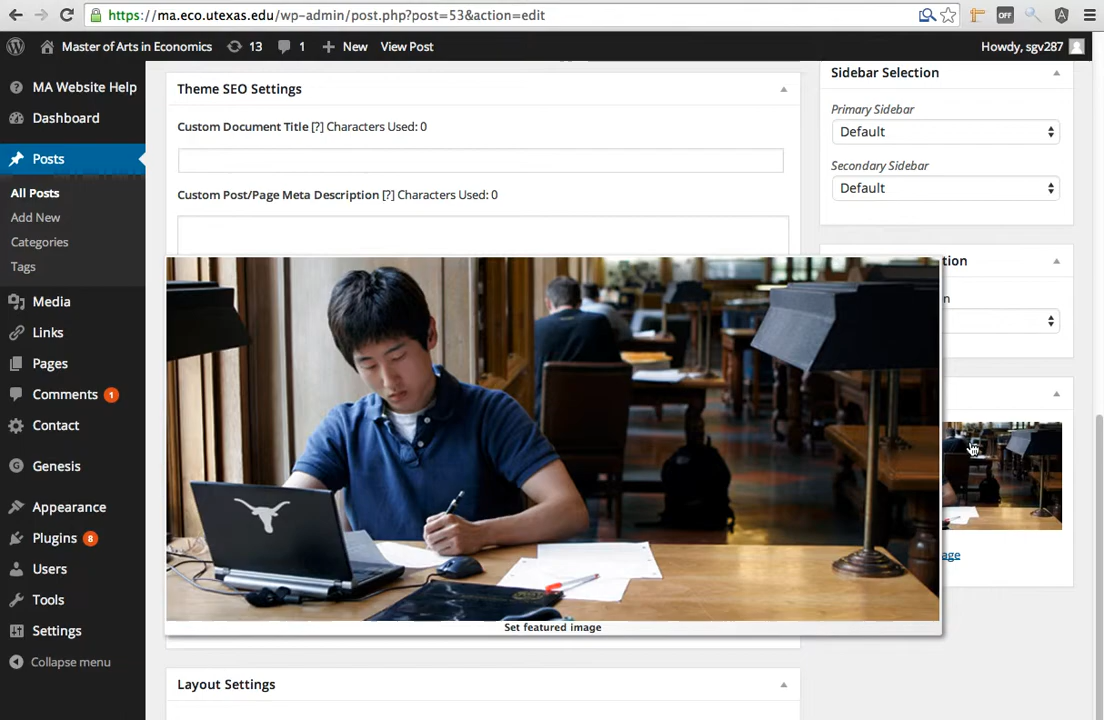 https://ma.eco.utexas.edu/wp-admin/post.php?post=53&action=edit
OFF
Master of Arts in Economics 13 1 New View Post Howdy, sgv287
MA Website Help
Dashboard
Posts
All Posts
Add New
Categories
Tags
Media
Links
Pages
Comments 1
Contact
Genesis
Appearance
Plugins 8
Users
Tools
Settings
Collapse menu
Theme SEO Settings
Custom Document Title [?] Characters Used: 0
Custom Post/Page Meta Description [?] Characters Used: 0
Set featured image
Layout Settings
Sidebar Selection
Primary Sidebar
Default
Secondary Sidebar
Default
tion
n
age